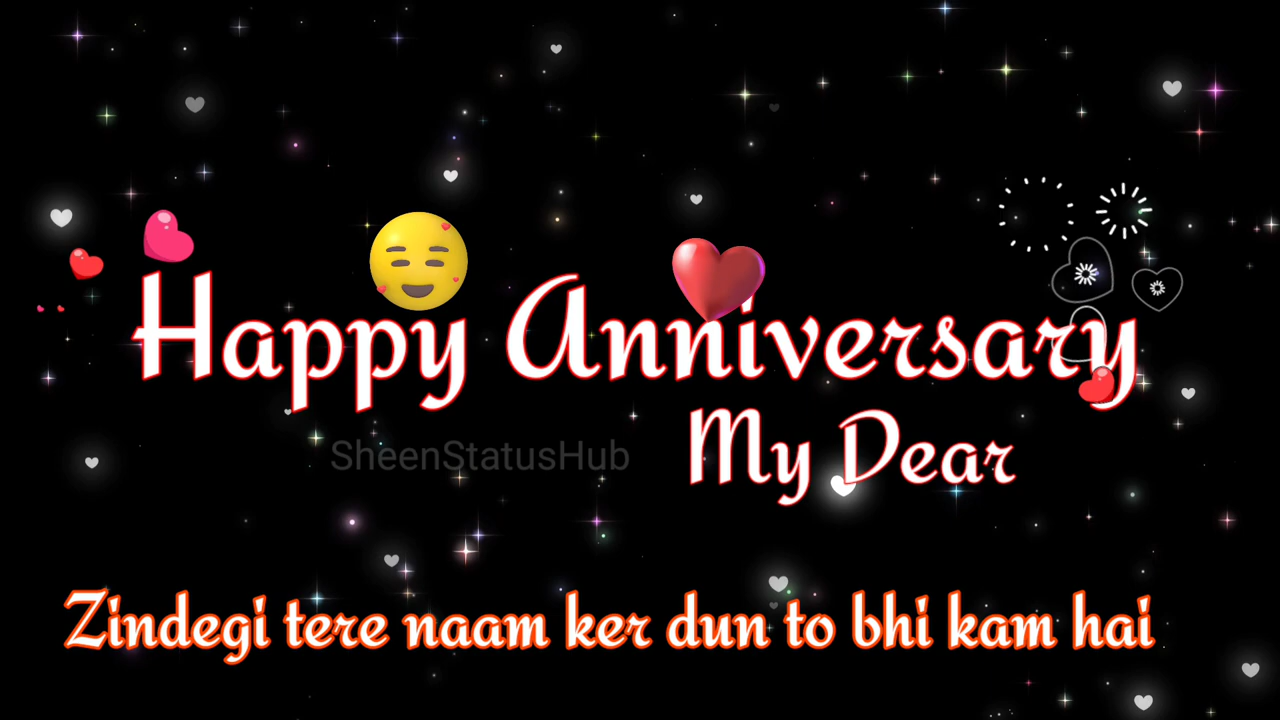 Happy Anniversary
My Dear
SheenStatusHub
Zindegi tere naam ker dun to bhi kam hai